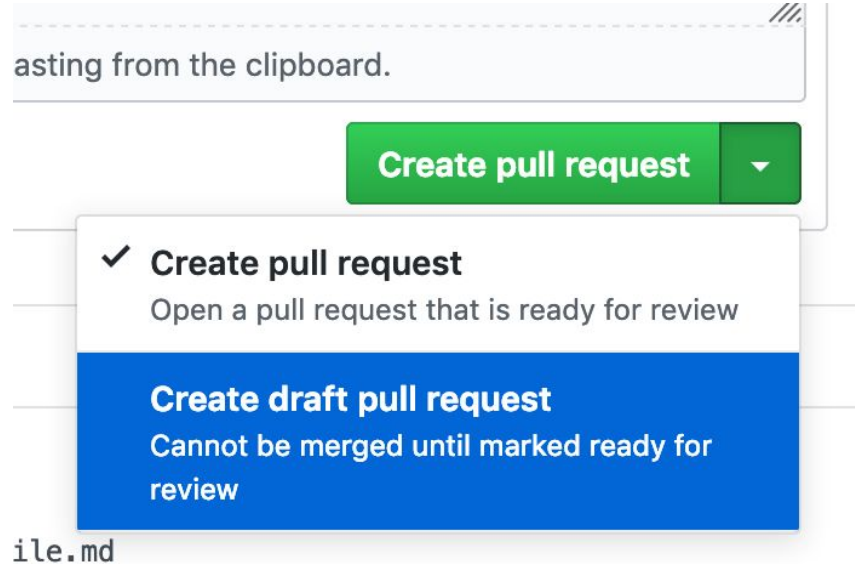 asting from the clipboard.
Create pull request
Create pull request
Open a pull request that is ready for review
Create draft pull request
Cannot be merged until marked ready for
review
ile.md